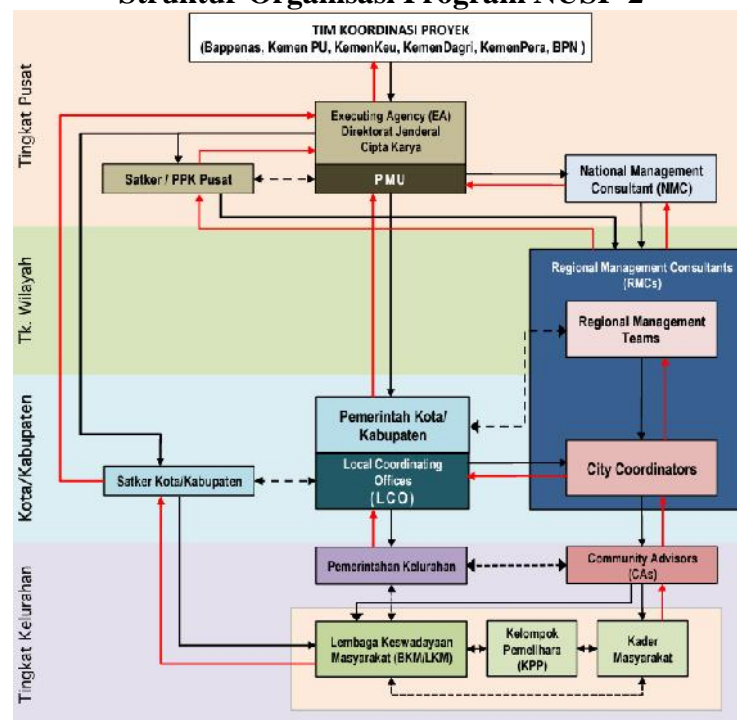 Struktur Organisasi Program NUSP-2
TIM KOORDINASI PROYEK
(Bappenas, Kemen PU, KemenKeu, KemenDagri, KemenPera, BPN )
Tingkat Pusat
Executing Agency (EA)
Direktorat Jenderal
Cipta Karya
PMU
Satker / PPK Pusat
National Management
Consultant (NMC)
Tk. Wilayah
Regional Management Consultants
(RMCs)
Regional Management
Teams
Kota/Kabupaten
Pemerintah Kota/
Kabupaten
Local Coordinating
Offices
(LCO)
City Coordinators
Satker Kota/Kabupaten
Tingkat Kelurahan
Pemerintahan Kelurahan
Community Advisors
(CAs)
Lembaga Keswadayaan
Masyarakat (BKM/LKM)
Kelompok
Pemelihara
(KPP)
Kader
Masyarakat